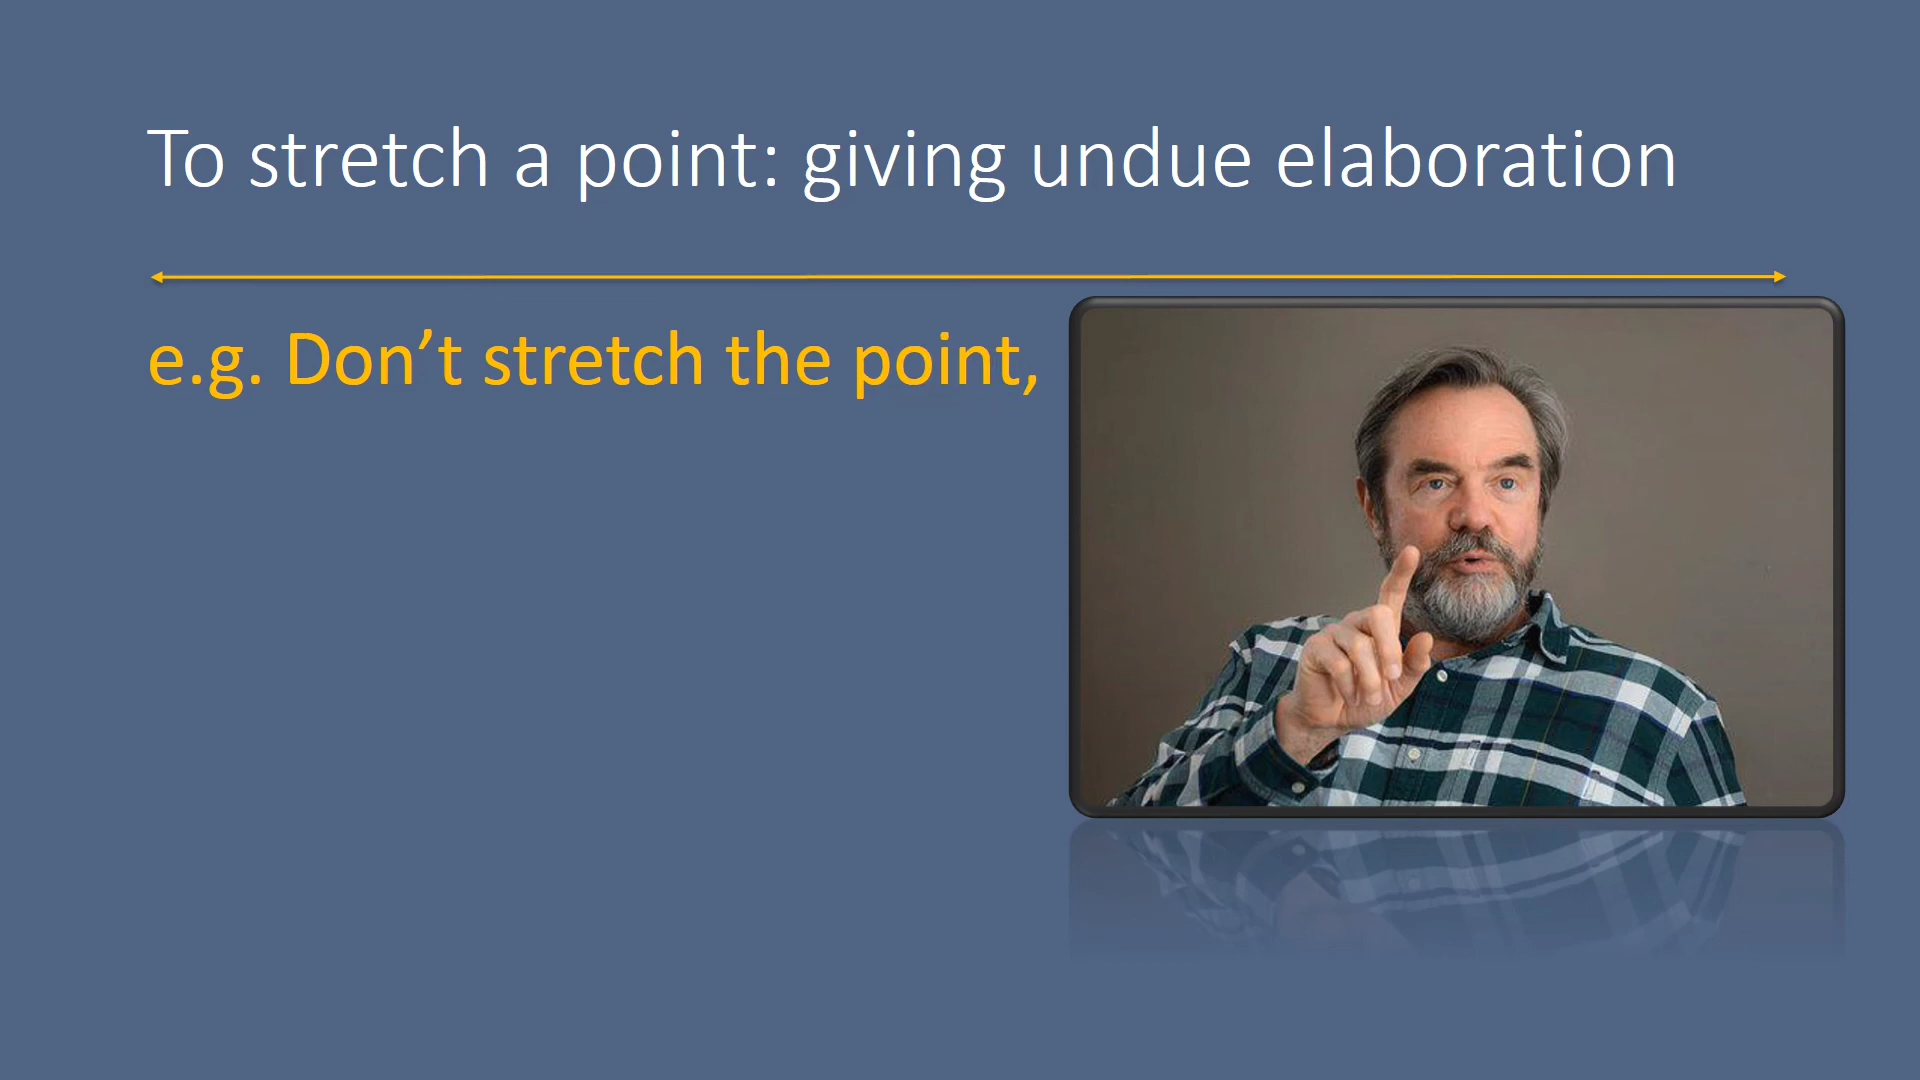 To stretch a point: giving undue elaboration
e.g. Don’t stretch the point,